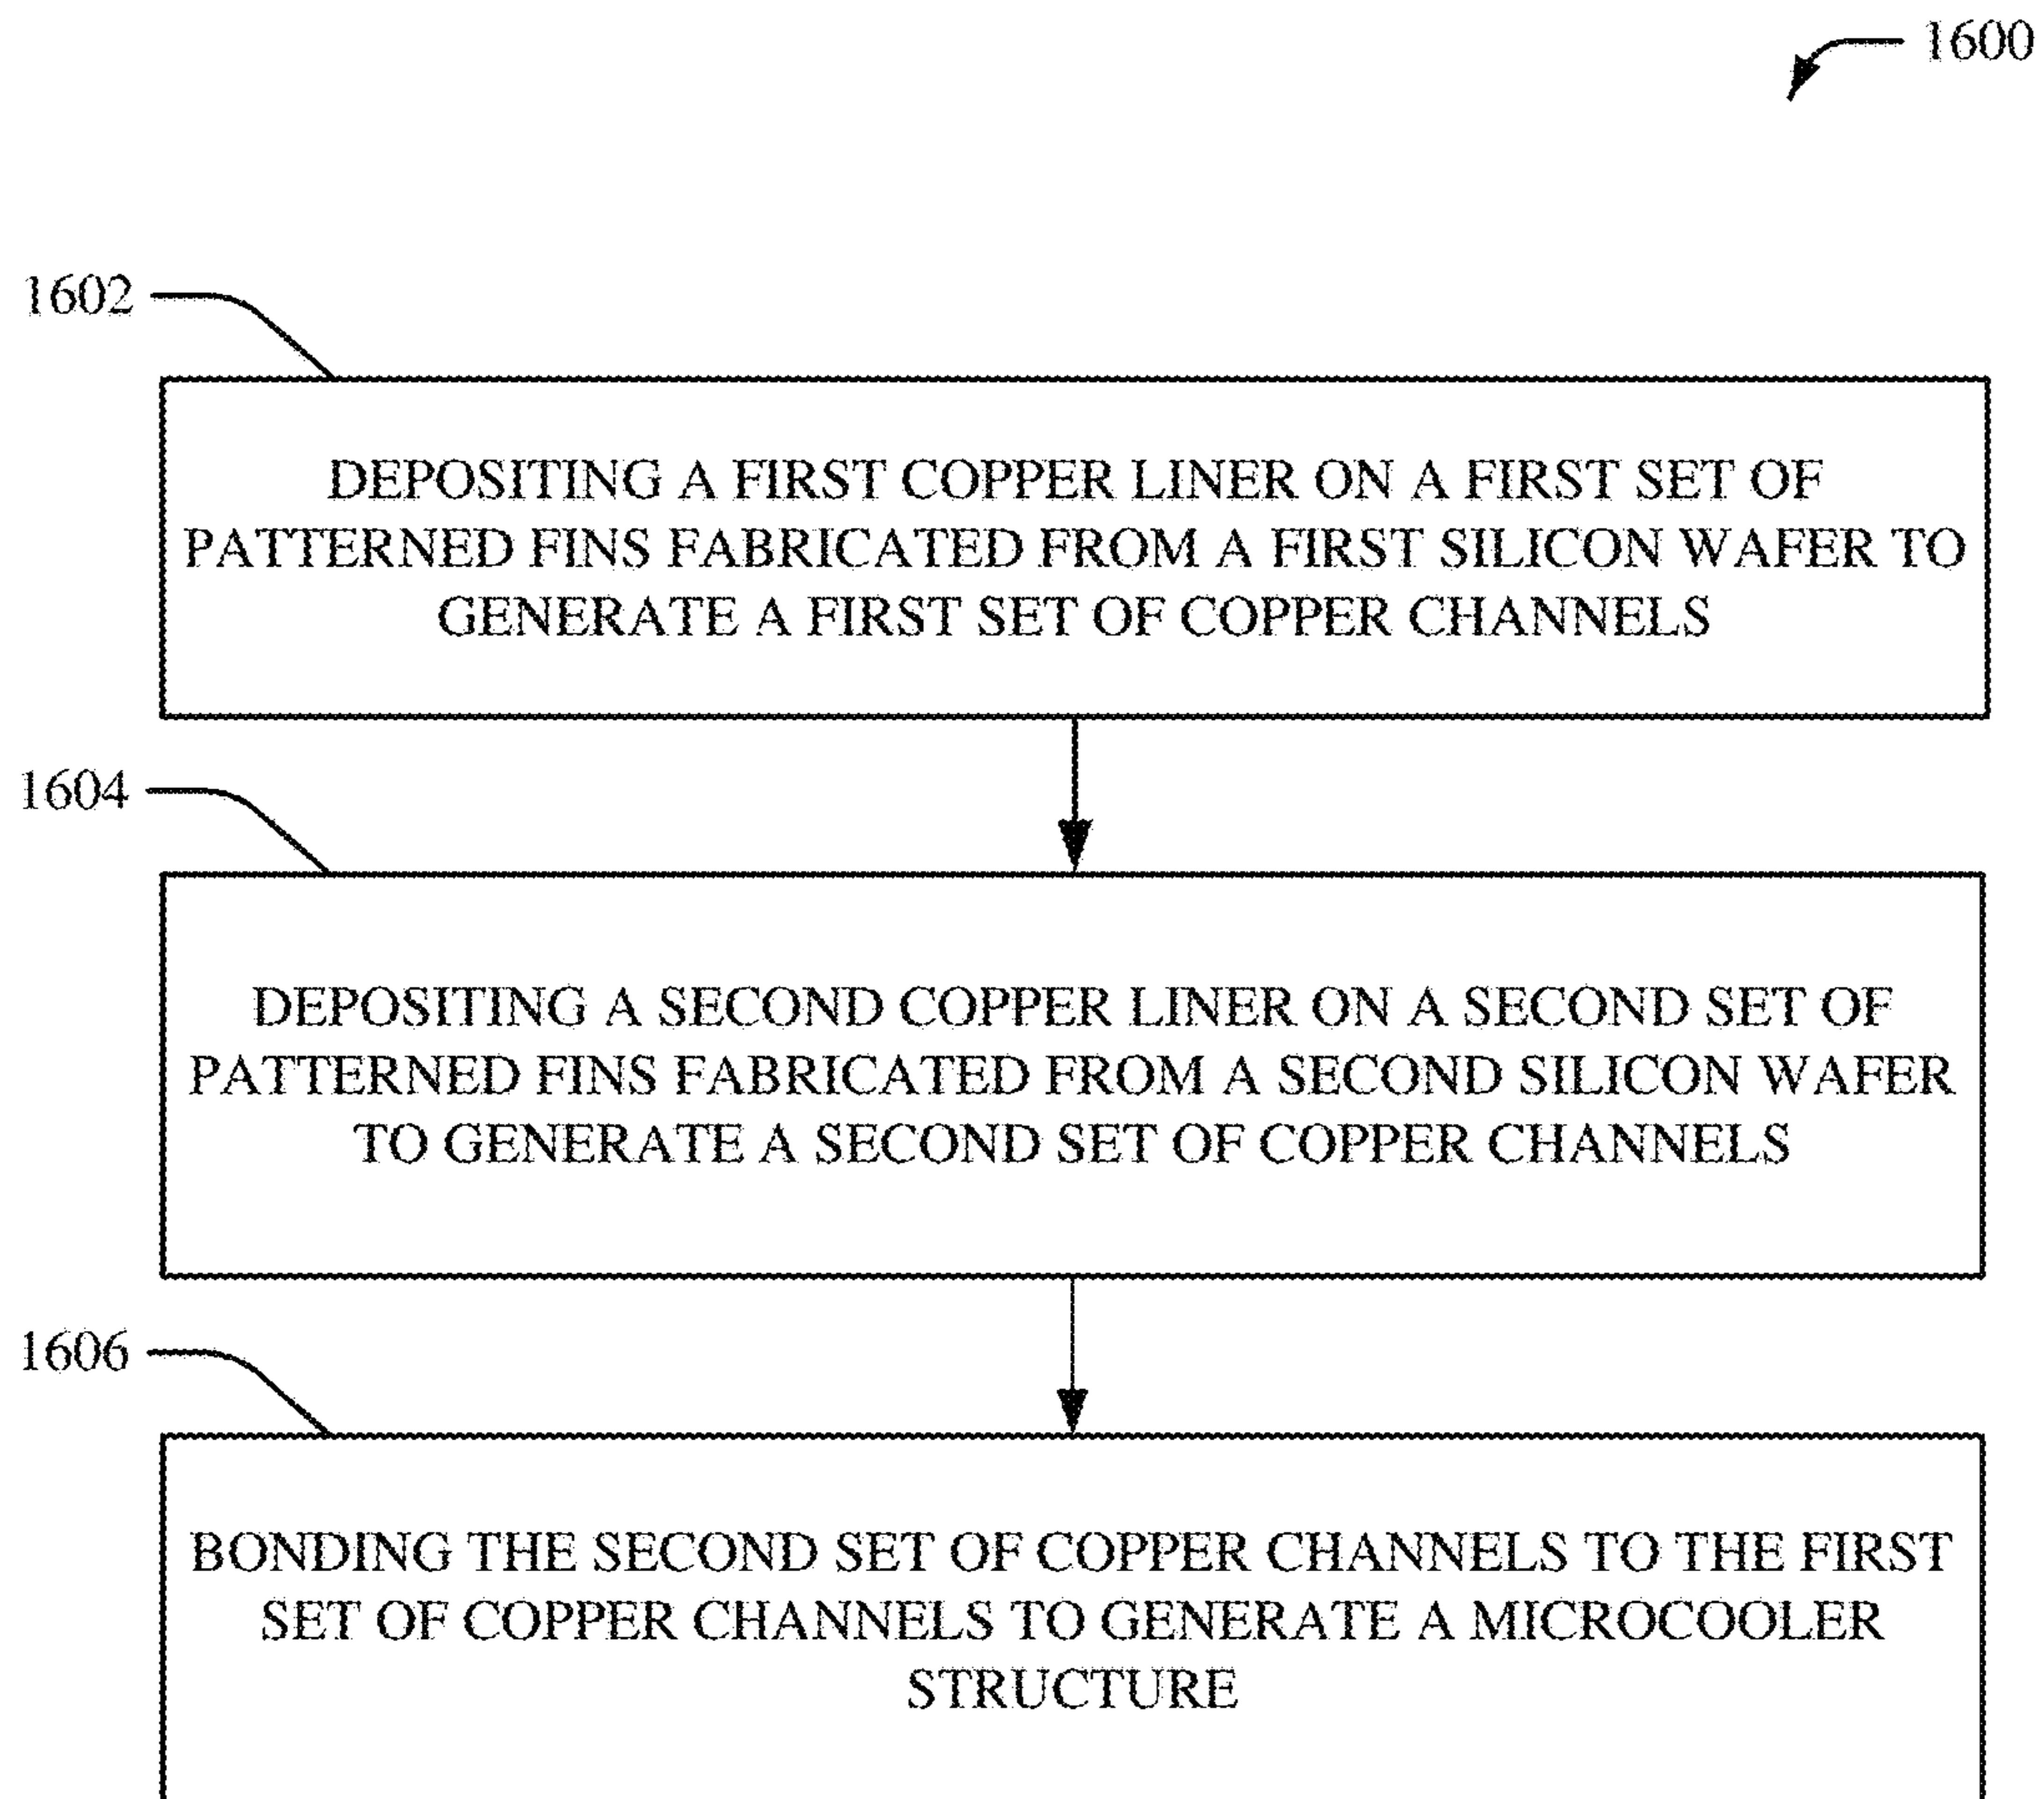 1600
1602
DEPOSITING A FIRST COPPER LINER ON A FIRST SET OF
PATTERNED FINS FABRICATED FROM A FIRST SILICON WAFER TO
GENERATE A FIRST SET OF COPPER CHANNELS
1604
DEPOSITING A SECOND COPPER LINER ON A SECOND SET OF
PATTERNED FINS FABRICATED FROM A SECOND SILICON WAFER
TO GENERATE A SECOND SET OF COPPER CHANNELS
1606
BONDING THE SECOND SET OF COPPER CHANNELS TO THE FIRST
SET OF COPPER CHANNELS TO GENERATE A MICROCOOLER
STRUCTURE